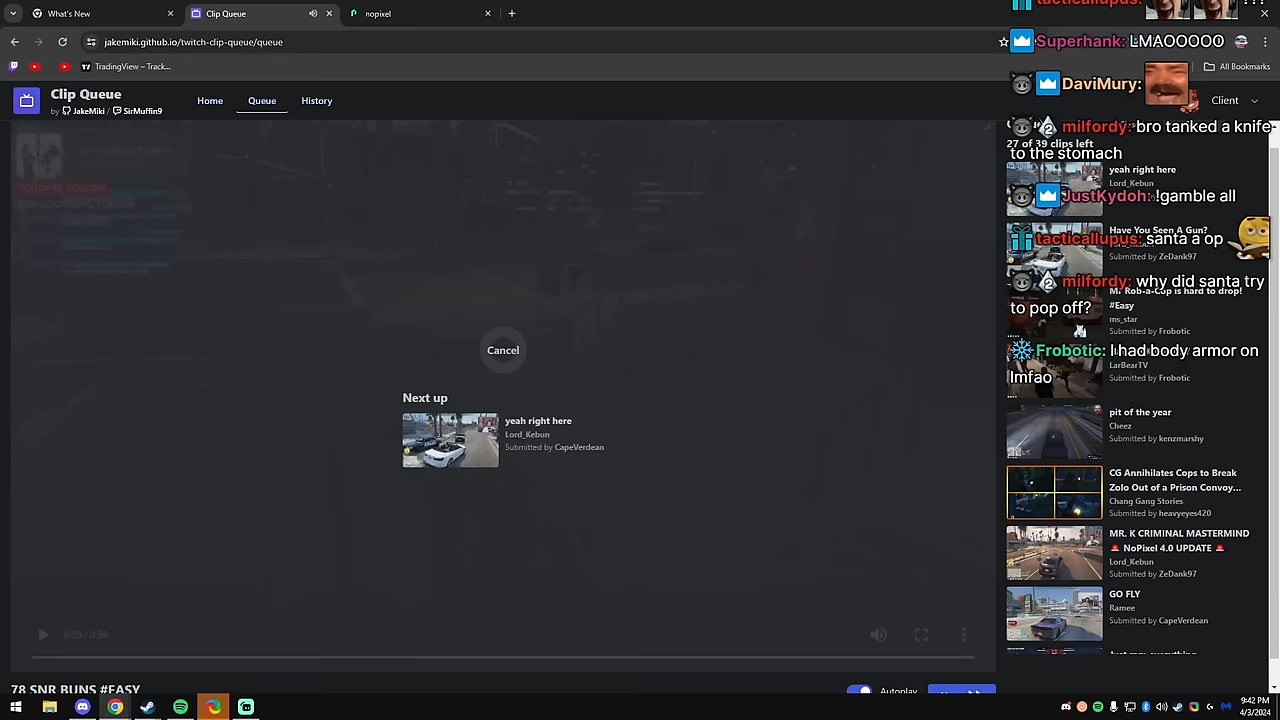 What's New
Clip Queue
nopixel
jakemiki.github.io/twitch-clip-queue/queue
TradingView – Track...
All Bookmarks
Clip Queue
by JakeMiki / SirMuffin9
Home
Queue
History
Client
tacticallupus:
Superhank: LMAOOOOO
DaviMury:
milfordy: bro tanked a knife
to the stomach
JustKydoh: !gamble all
tacticallupus: santa a op
milfordy: why did santa try
to pop off?
Frobotic: I had body armor on
lmfao
27 of 39 clips left
yeah right here
Lord_Kebun
Have You Seen A Gun?
Submitted by ZeDank97
Mr Rob-a-Cop is hard to drop!
#Easy
ms_star
Submitted by Frobotic
LarBearTV
Submitted by Frobotic
pit of the year
Cheez
Submitted by kenzmarshy
CG Annihilates Cops to Break
Zolo Out of a Prison Convoy...
Chang Gang Stories
Submitted by heavyeyes420
MR. K CRIMINAL MASTERMIND
🚨 NoPixel 4.0 UPDATE 🚨
Lord_Kebun
Submitted by ZeDank97
GO FLY
Ramee
Submitted by CapeVerdean
Cancel
Next up
yeah right here
Lord_Kebun
Submitted by CapeVerdean
78 SNR BUNS #EASY
Autoplay
9:42 PM
4/3/2024